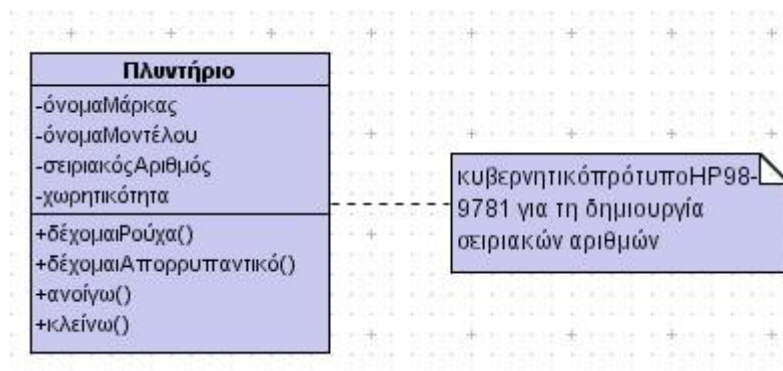 Πλυντήριο
-όνομαΜάρκας
-όνομαΜοντέλου
-σειριακόςΑριθμός
-χωρητικότητα
+δέχομαιΡούχα()
+δέχομαιΑπορρυπαντικό()
+ανοίγω()
+κλείνω()
κυβερνητικόπρότυποHP98-
9781 για τη δημιουργία
σειριακών αριθμών